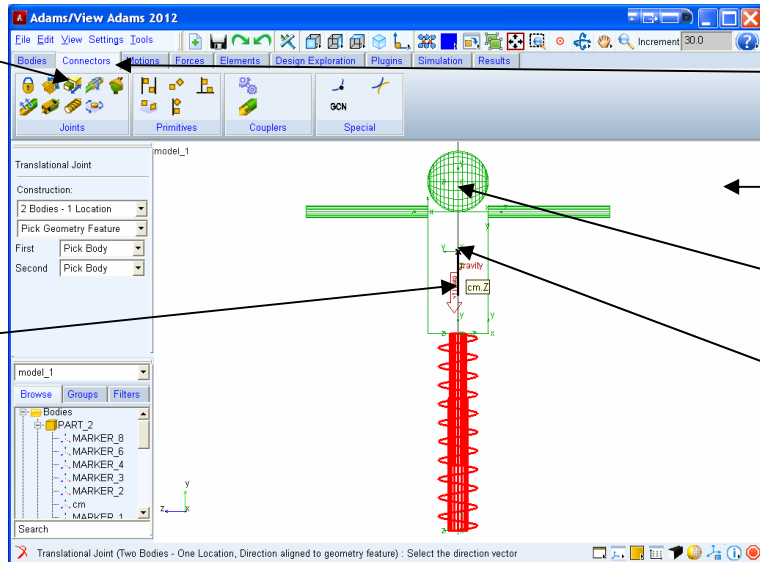 Adams/View Adams 2012
File Edit View Settings Tools
Increment 30.0
Bodies Connectors Motions Forces Elements Design Exploration Plugins Simulation Results
GCN
Joints Primitives Couplers Special
Translational Joint
Construction:
2 Bodies - 1 Location
Pick Geometry Feature
First Pick Body
Second Pick Body
model_1
gravity
cm.Z
model_1
Browse Groups Filters
Bodies
PART_2
MARKER_8
MARKER_6
MARKER_4
MARKER_3
MARKER_2
cm
MARKER_1
Search
y
z
x
Translational Joint (Two Bodies - One Location, Direction aligned to geometry feature) : Select the direction vector